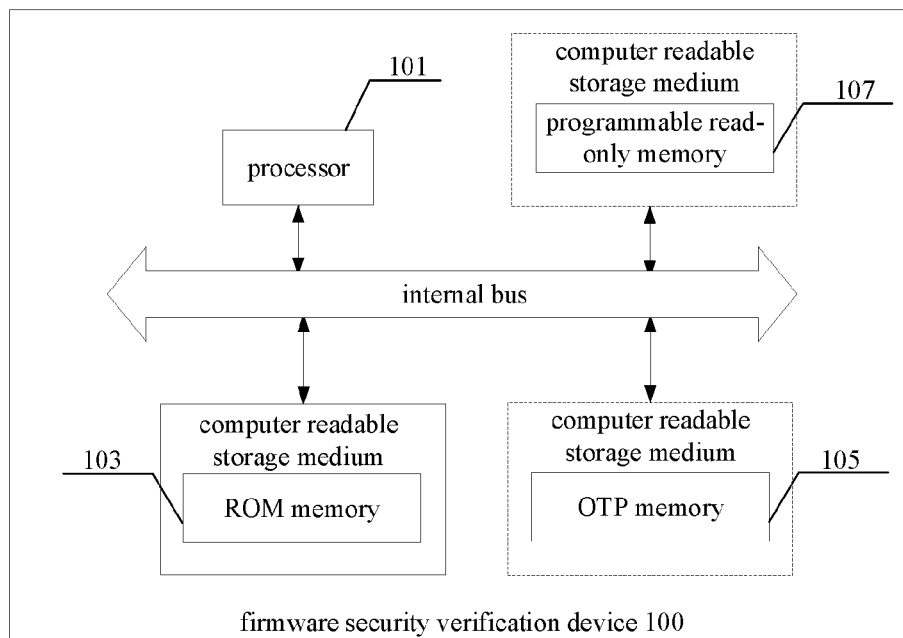 101
processor
computer readable
storage medium
107
programmable read-
only memory
internal bus
computer readable
storage medium
103
ROM memory
computer readable
storage medium
105
OTP memory
firmware security verification device 100